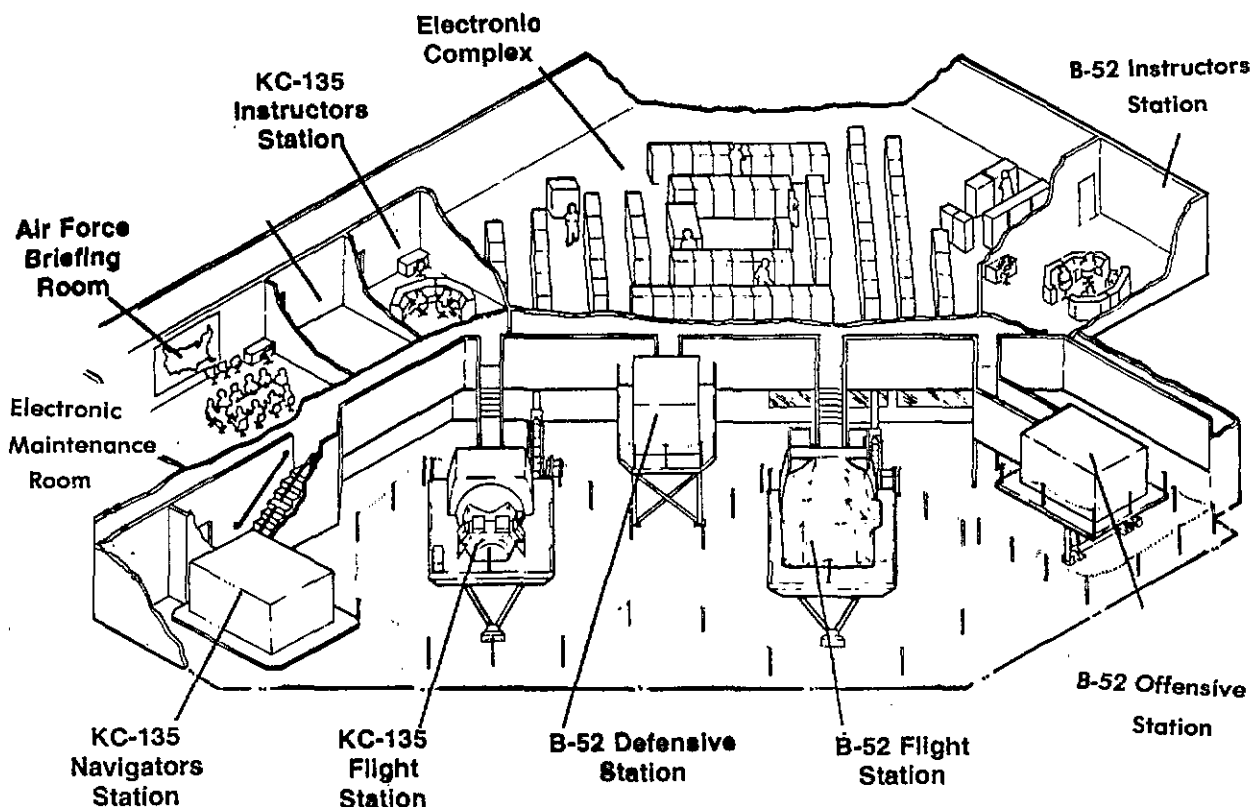 Electronic
Complex
KC-135
Instructors
Station
B-52 Instructors
Station
Air Force
Briefing
Room
Electronic
Maintenance
Room
KC-135
Navigators
Station
KC-135
Flight
Station
B-52 Defensive
Station
B-52 Flight
Station
B-52 Offensive
Station